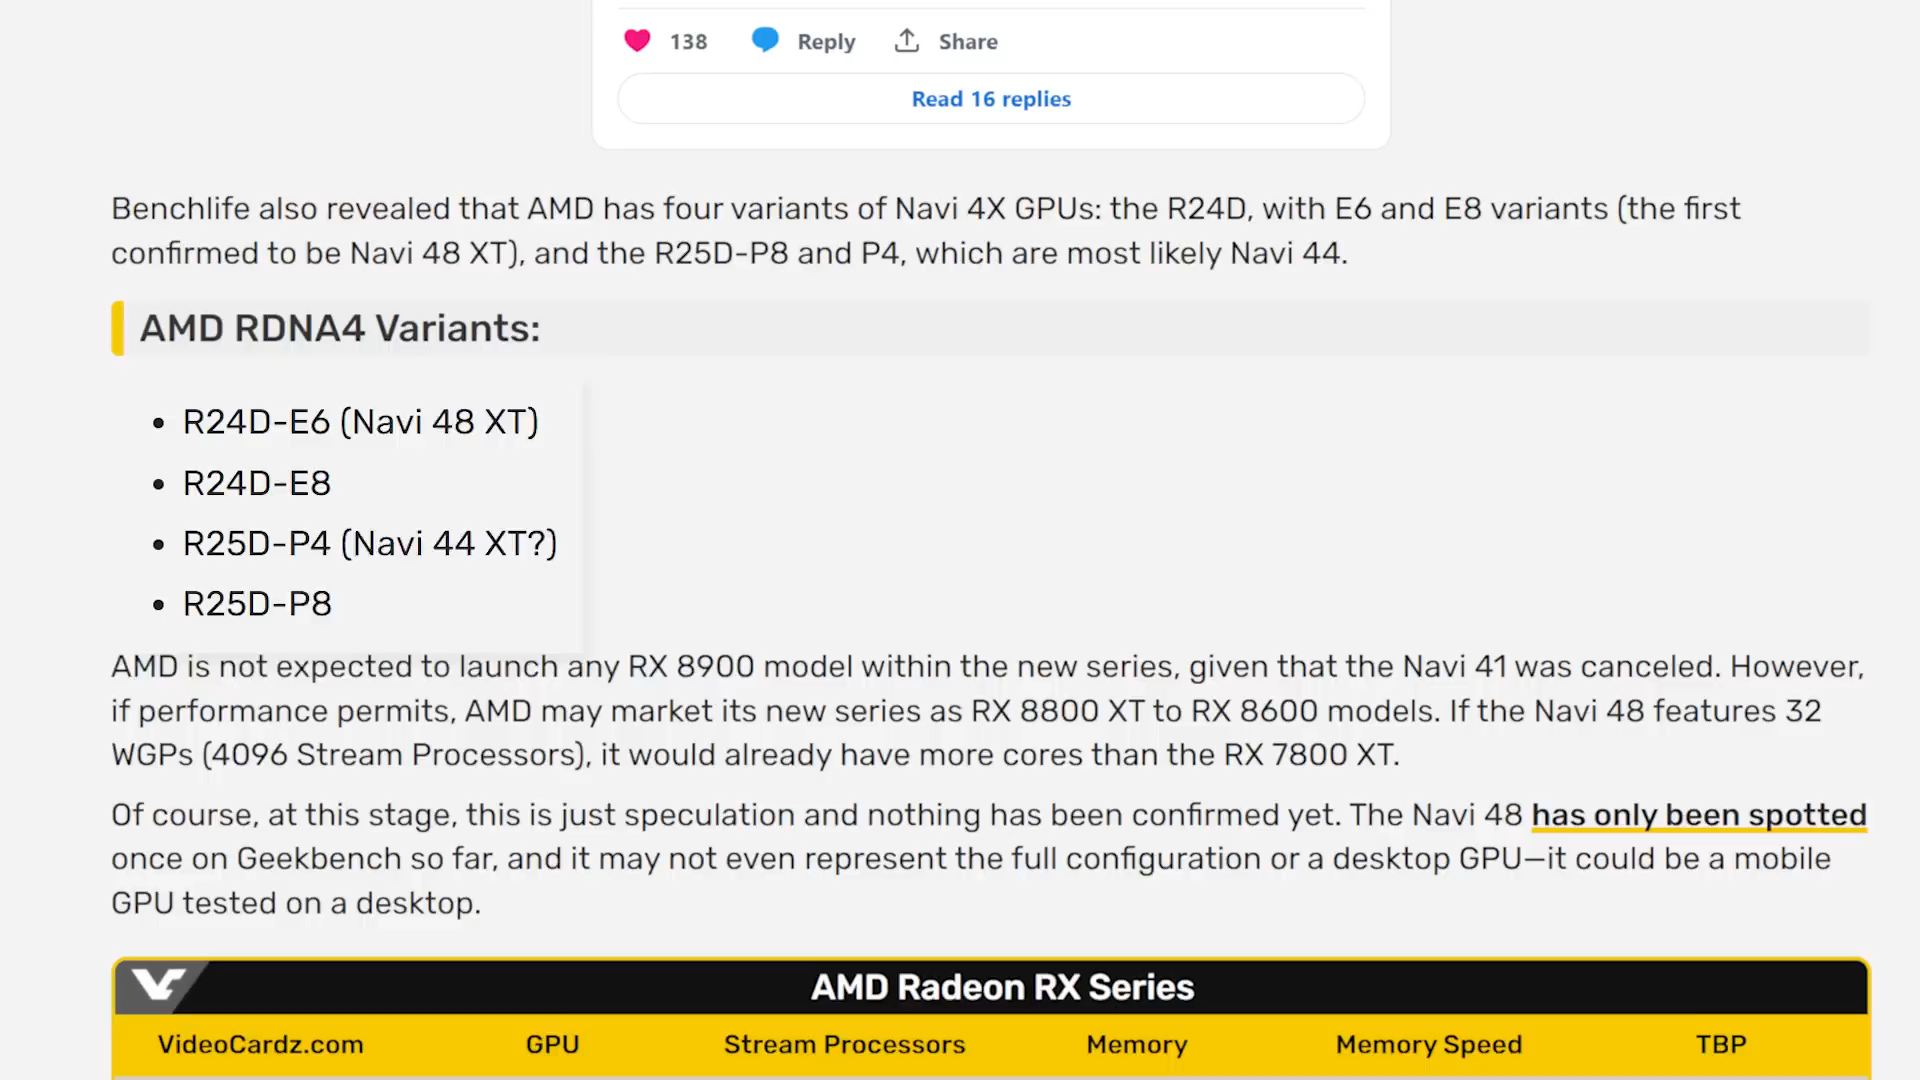 138 Reply Share
Read 16 replies
Benchlife also revealed that AMD has four variants of Navi 4X GPUs: the R24D, with E6 and E8 variants (the first
confirmed to be Navi 48 XT), and the R25D-P8 and P4, which are most likely Navi 44.
AMD RDNA4 Variants:
• R24D-E6 (Navi 48 XT)
• R24D-E8
• R25D-P4 (Navi 44 XT?)
• R25D-P8
AMD is not expected to launch any RX 8900 model within the new series, given that the Navi 41 was canceled. However,
if performance permits, AMD may market its new series as RX 8800 XT to RX 8600 models. If the Navi 48 features 32
WGPs (4096 Stream Processors), it would already have more cores than the RX 7800 XT.
Of course, at this stage, this is just speculation and nothing has been confirmed yet. The Navi 48 has only been spotted
once on Geekbench so far, and it may not even represent the full configuration or a desktop GPU—it could be a mobile
GPU tested on a desktop.
AMD Radeon RX Series
VideoCardz.com GPU Stream Processors Memory Memory Speed TBP